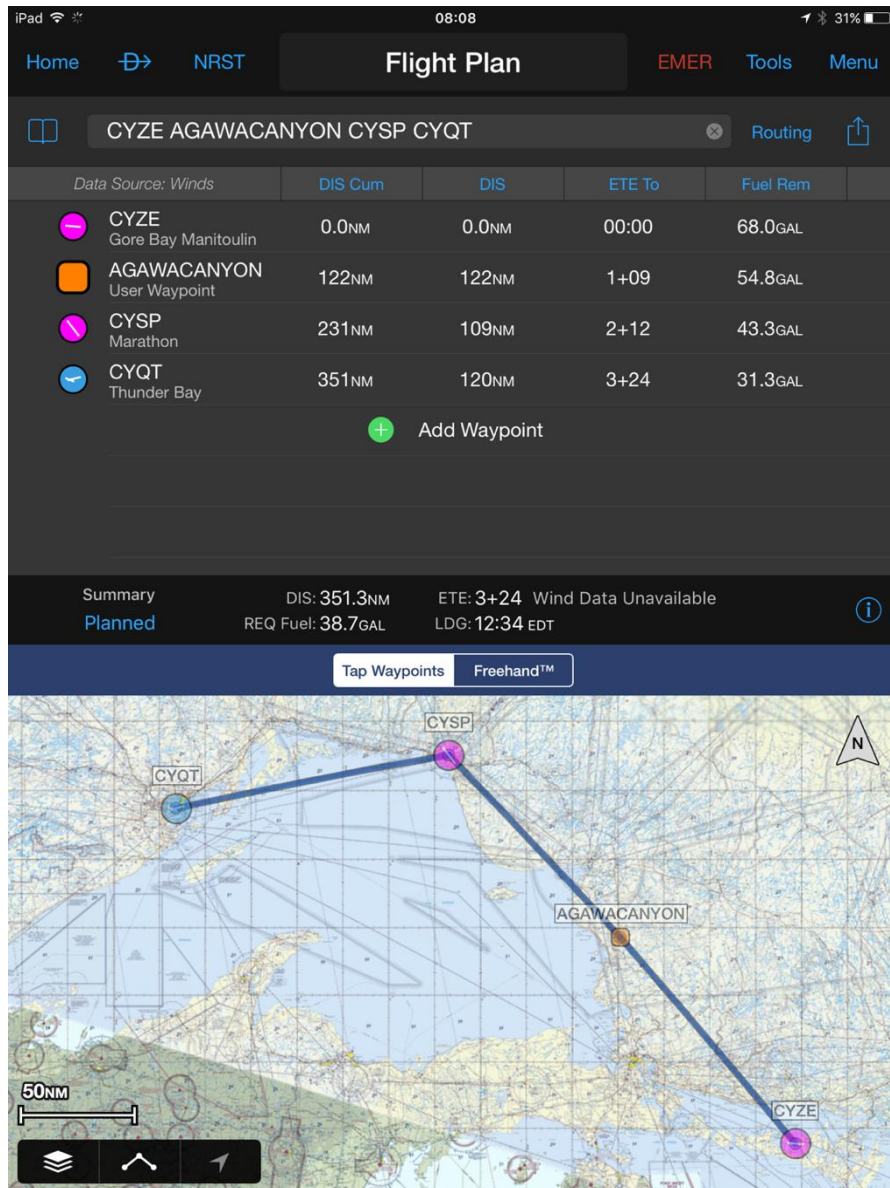 iPad 08:08 31%
Home D NRST Flight Plan EMER Tools Menu
CYZE AGAWACANYON CYSP CYQT Routing
Data Source: Winds DIS Cum DIS ETE To Fuel Rem
CYZE 0.0NM 0.0NM 00:00 68.0GAL
Gore Bay Manitoulin
AGAWACANYON 122NM 122NM 1+09 54.8GAL
User Waypoint
CYSP 231NM 109NM 2+12 43.3GAL
Marathon
CYQT 351NM 120NM 3+24 31.3GAL
Thunder Bay
Add Waypoint
Summary DIS: 351.3NM ETE: 3+24 Wind Data Unavailable
Planned REQ Fuel: 38.7GAL LDG: 12:34 EDT
Tap Waypoints Freehand™
CYSP
N
CYQT
AGAWACANYON
50NM
CYZE